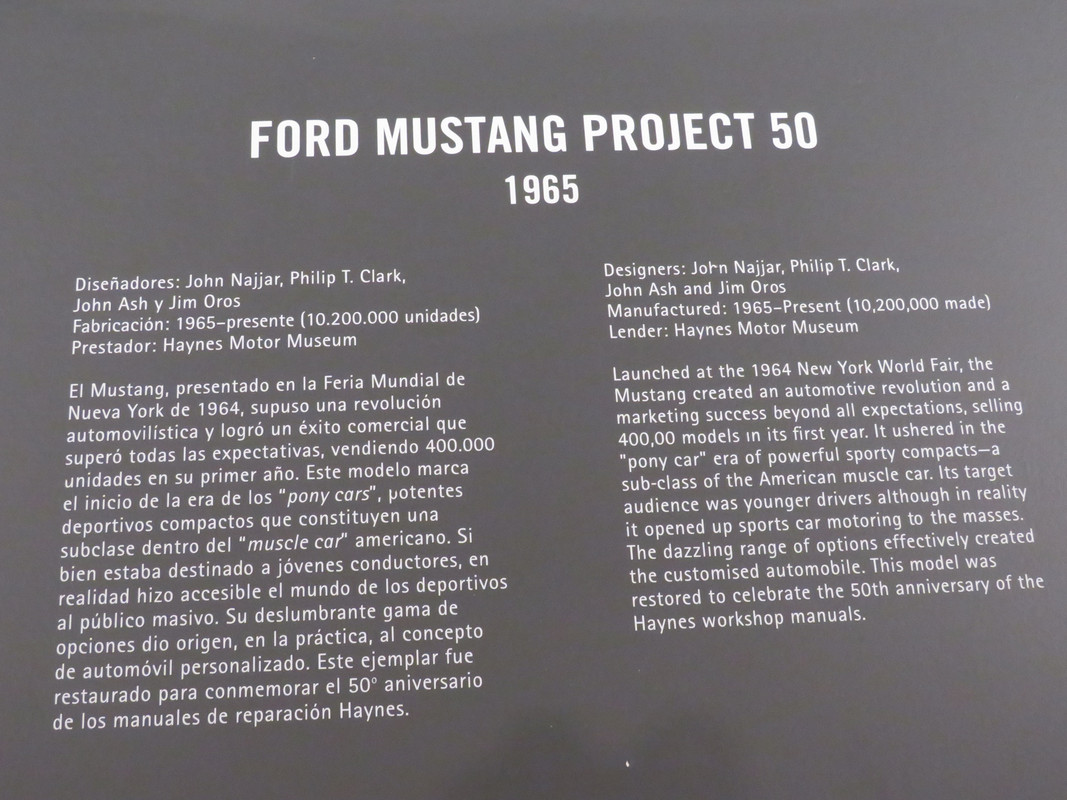 FORD MUSTANG PROJECT 50
1965
Diseñadores: John Najjar, Philip T. Clark,
John Ash y Jim Oros
Fabricación: 1965–presente (10.200.000 unidades)
Prestador: Haynes Motor Museum
El Mustang, presentado en la Feria Mundial de
Nueva York de 1964, supuso una revolución
automovilística y logró un éxito comercial que
superó todas las expectativas, vendiendo 400.000
unidades en su primer año. Este modelo marca
el inicio de la era de los "pony cars", potentes
deportivos compactos que constituyen una
subclase dentro del "muscle car" americano. Si
bien estaba destinado a jóvenes conductores, en
realidad hizo accesible el mundo de los deportivos
al público masivo. Su deslumbrante gama de
opciones dio origen, en la práctica, al concepto
de automóvil personalizado. Este ejemplar fue
restaurado para conmemorar el 50º aniversario
de los manuales de reparación Haynes.
Designers: John Najjar, Philip T. Clark,
John Ash and Jim Oros
Manufactured: 1965–Present (10,200,000 made)
Lender: Haynes Motor Museum
Launched at the 1964 New York World Fair, the
Mustang created an automotive revolution and a
marketing success beyond all expectations, selling
400,00 models in its first year. It ushered in the
"pony car" era of powerful sporty compacts—a
sub-class of the American muscle car. Its target
audience was younger drivers although in reality
it opened up sports car motoring to the masses.
The dazzling range of options effectively created
the customised automobile. This model was
restored to celebrate the 50th anniversary of the
Haynes workshop manuals.